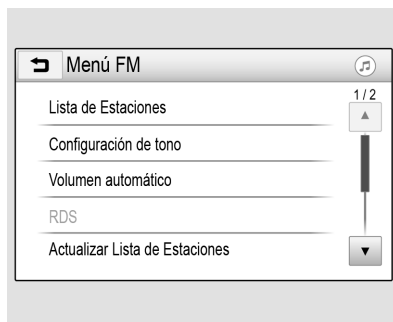 Menú FM
1 / 2
Lista de Estaciones
Configuración de tono
Volumen automático
RDS
Actualizar Lista de Estaciones